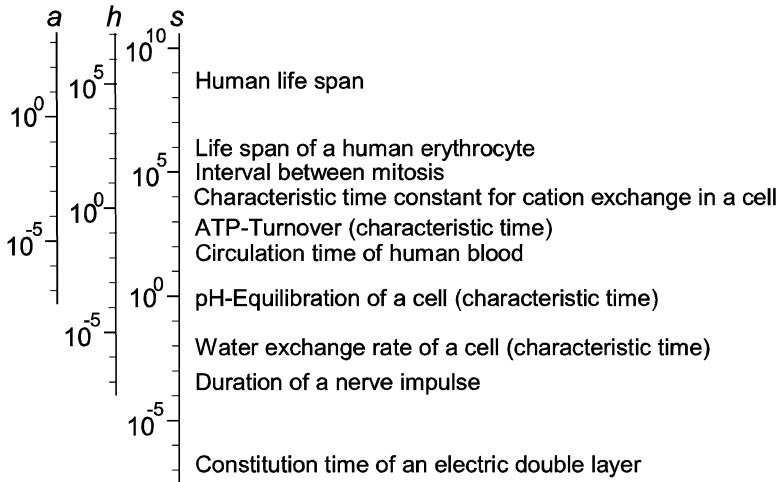 a h s
10^10
10^5 Human life span
10^0
Life span of a human erythrocyte
10^5 Interval between mitosis
Characteristic time constant for cation exchange in a cell
10^0
ATP-Turnover (characteristic time)
10^-5
Circulation time of human blood
10^0 pH-Equilibration of a cell (characteristic time)
10^-5
Water exchange rate of a cell (characteristic time)
Duration of a nerve impulse
10^-5
Constitution time of an electric double layer